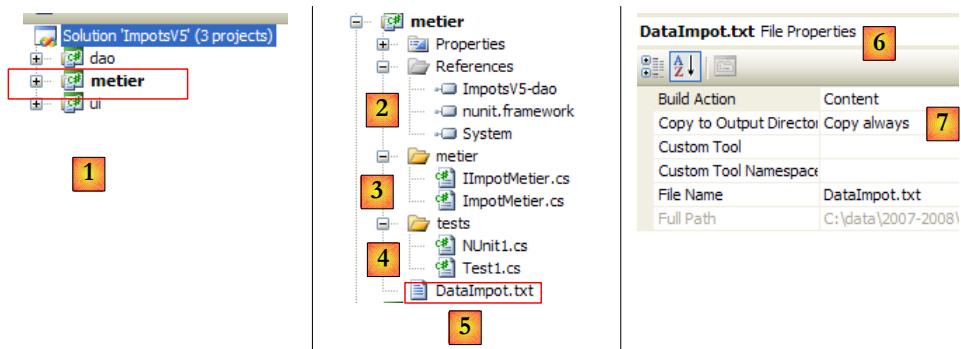 Solution 'ImpotsV5' (3 projects)
dao
metier
ui
1
metier
Properties
References
ImpotsV5-dao
nunit.framework
System
2
metier
IImpotMetier.cs
ImpotMetier.cs
3
tests
NUnit1.cs
Test1.cs
4
DataImpot.txt
5
DataImpot.txt File Properties
6
Build Action Content
Copy to Output Director Copy always
7
Custom Tool
Custom Tool Namespace
File Name DataImpot.txt
Full Path C:\data\2007-2008\